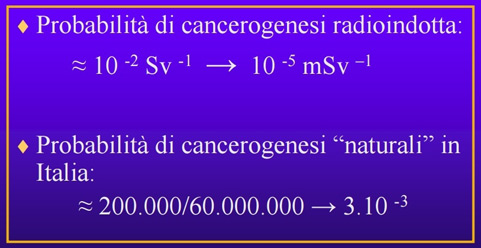 ♦ Probabilità di cancerogenesi radioindotta:
≈ 10 -2 Sv -1 → 10 -5 mSv –1
♦ Probabilità di cancerogenesi “naturali” in
Italia:
≈ 200.000/60.000.000 → 3.10 -3